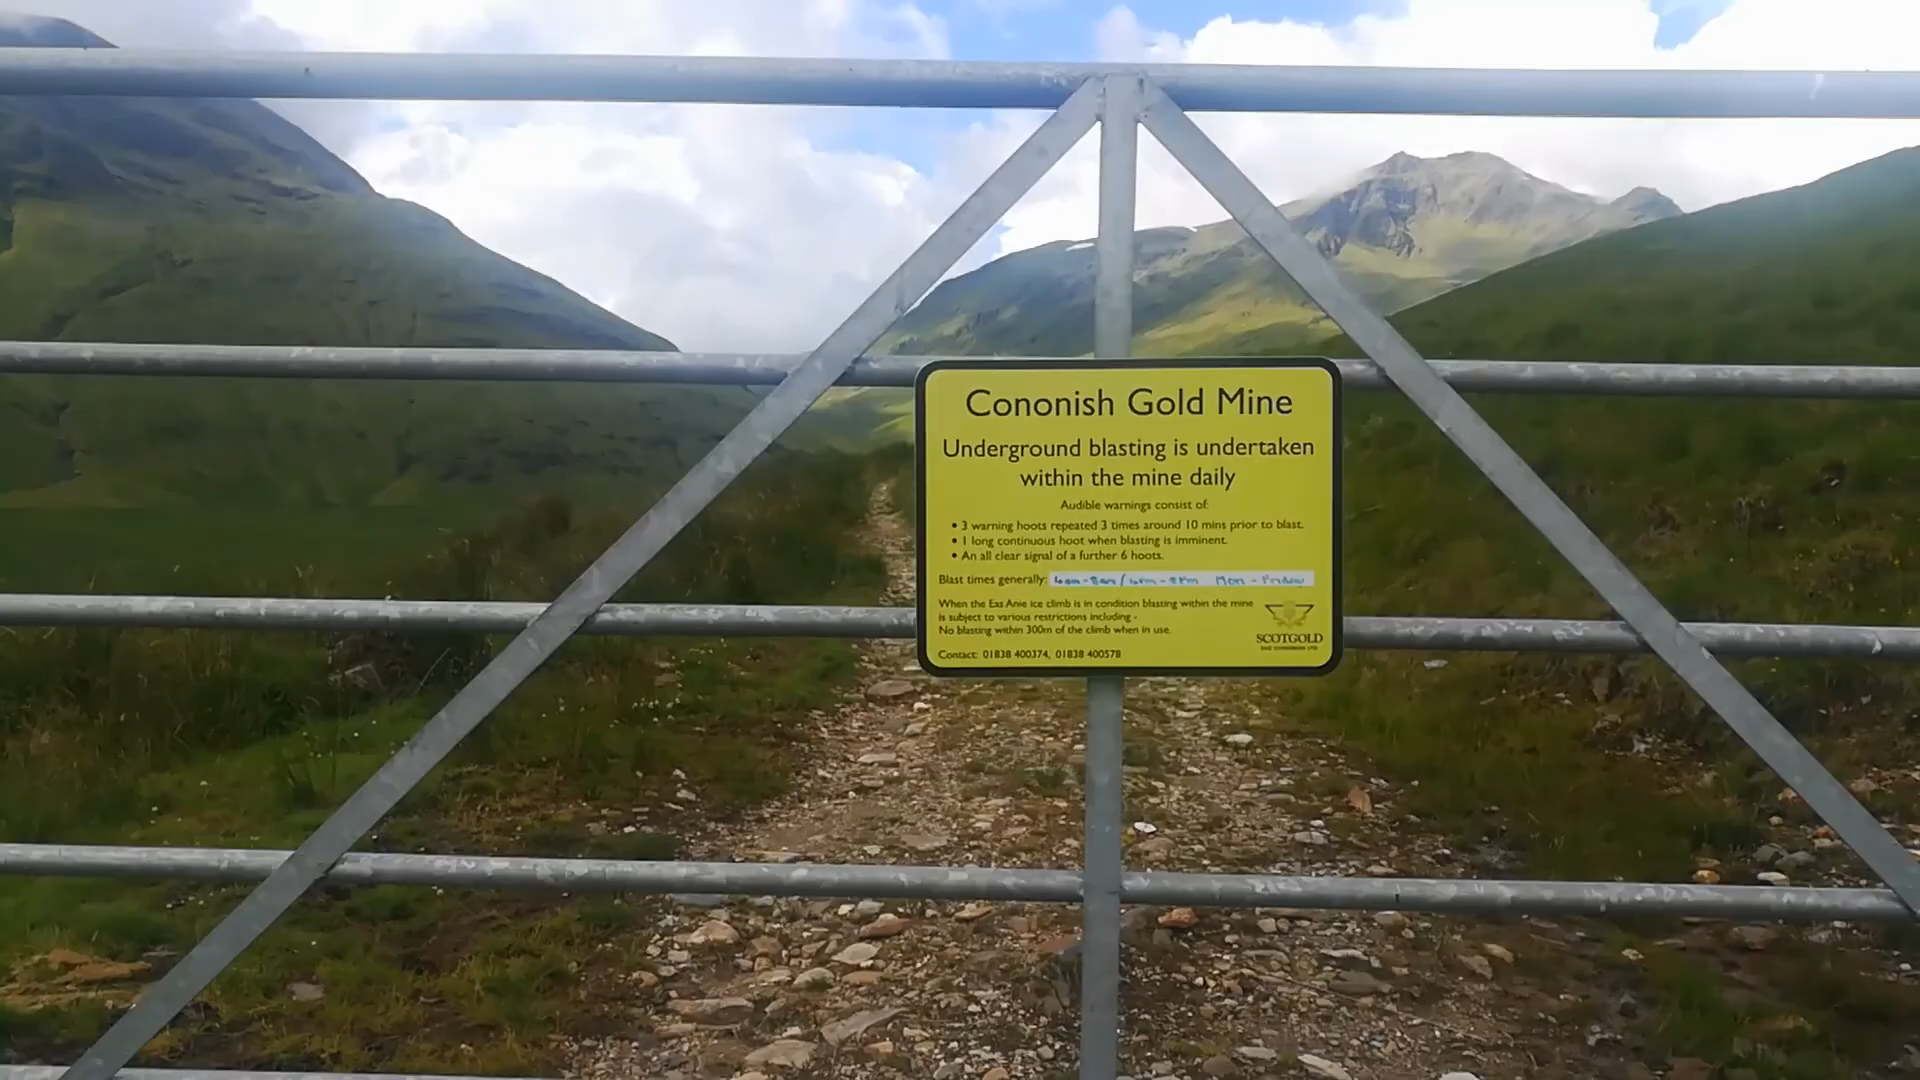 Cononish Gold Mine
Underground blasting is undertaken
within the mine daily
Audible warnings consist of:
• 3 warning hoots repeated 3 times around 10 mins prior to blast.
• 1 long continuous hoot when blasting is imminent.
• An all clear signal of a further 6 hoots.
Blast times generally: Mon - Friday
When the Eas Anie ice climb is in condition blasting within the mine
is subject to various restrictions including -
No blasting within 300m of the climb when in use.
SCOTGOLD
Contact: 01838 400374, 01838 400578